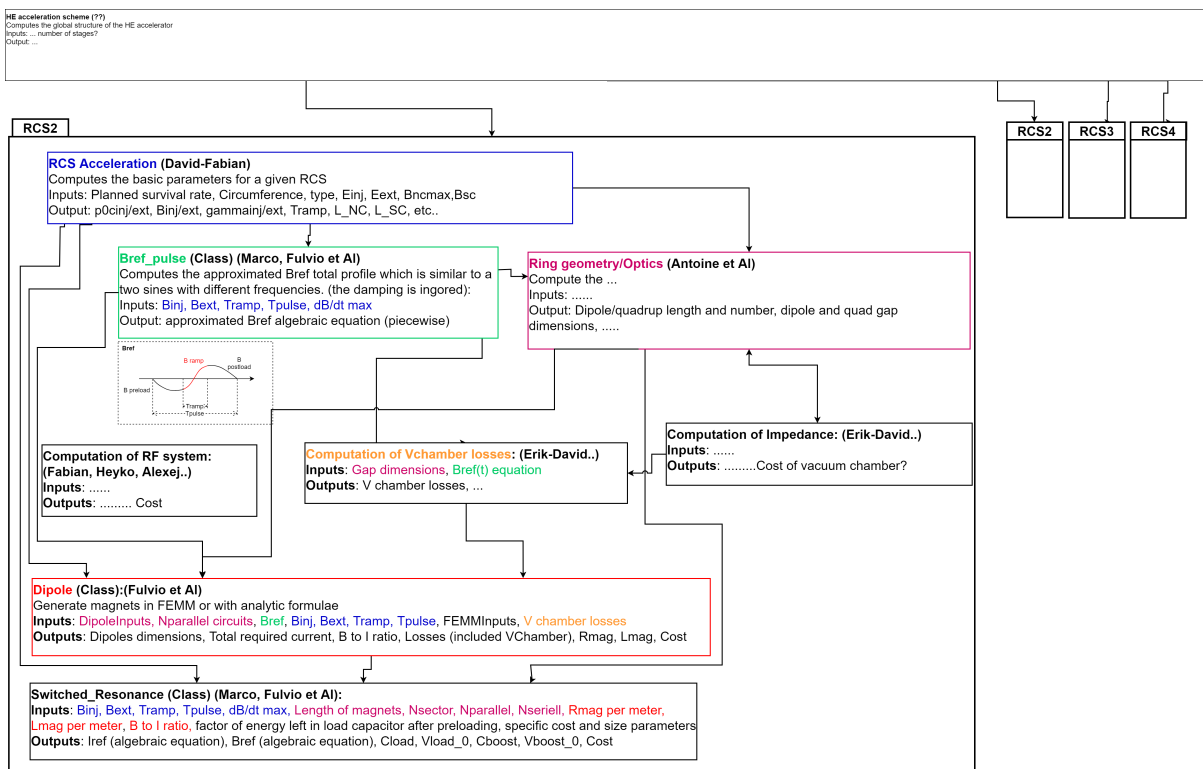 HE acceleration scheme (??)
Computes the global structure of the HE accelerator
Inputs: ... number of stages?
Output: ...
RCS2
RCS2
RCS3
RCS4
RCS Acceleration (David-Fabian)
Computes the basic parameters for a given RCS
Inputs: Planned survival rate, Circumference, type, Einj, Eext, Bncmax,Bsc
Output: p0cinj/ext, Binj/ext, gammainj/ext, Tramp, L_NC, L_SC, etc..
Bref_pulse (Class) (Marco, Fulvio et Al)
Computes the approximated Bref total profile which is similar to a
two sines with different frequencies. (the damping is ingored):
Inputs: Binj, Bext, Tramp, Tpulse, dB/dt max
Output: approximated Bref algebraic equation (piecewise)
Ring geometry/Optics (Antoine et Al)
Compute the ...
Inputs: ......
Output: Dipole/quadrup length and number, dipole and quad gap
dimensions, .....
Bref
B ramp
B
postload
B preload
Tramp
Tpulse
Computation of RF system:
(Fabian, Heyko, Alexej..)
Inputs: ......
Outputs: ......... Cost
Computation of Vchamber losses: (Erik-David..)
Inputs: Gap dimensions, Bref(t) equation
Outputs: V chamber losses, ...
Computation of Impedance: (Erik-David..)
Inputs: ......
Outputs: .........Cost of vacuum chamber?
Dipole (Class):(Fulvio et Al)
Generate magnets in FEMM or with analytic formulae
Inputs: DipoleInputs, Nparallel circuits, Bref, Binj, Bext, Tramp, Tpulse, FEMMInputs, V chamber losses
Outputs: Dipoles dimensions, Total required current, B to I ratio, Losses (included VChamber), Rmag, Lmag, Cost
Switched_Resonance (Class) (Marco, Fulvio et Al):
Inputs: Binj, Bext, Tramp, Tpulse, dB/dt max, Length of magnets, Nsector, Nparallel, Nseriell, Rmag per meter,
Lmag per meter, B to I ratio, factor of energy left in load capacitor after preloading, specific cost and size parameters
Outputs: Iref (algebraic equation), Bref (algebraic equation), Cload, Vload_0, Cboost, Vboost_0, Cost